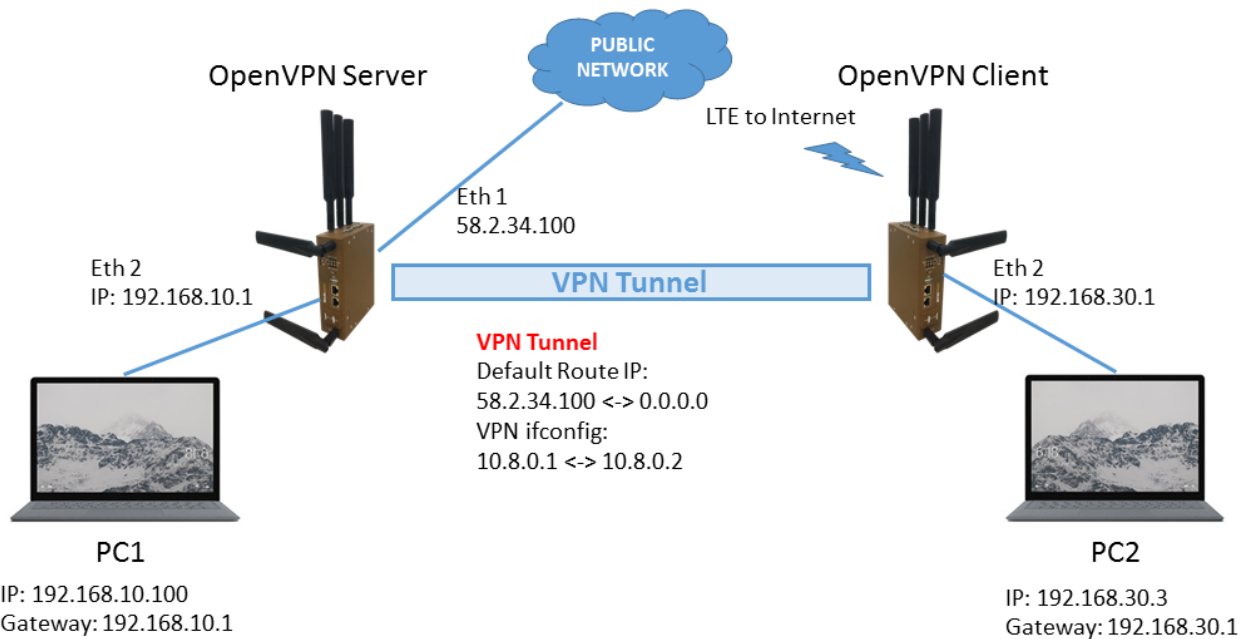 PUBLIC
NETWORK
OpenVPN Server
OpenVPN Client
LTE to Internet
Eth 1
58.2.34.100
Eth 2
IP: 192.168.10.1
VPN Tunnel
Eth 2
IP: 192.168.30.1
VPN Tunnel
Default Route IP:
58.2.34.100 <-> 0.0.0.0
VPN ifconfig:
10.8.0.1 <-> 10.8.0.2
PC1
IP: 192.168.10.100
Gateway: 192.168.10.1
PC2
IP: 192.168.30.3
Gateway: 192.168.30.1